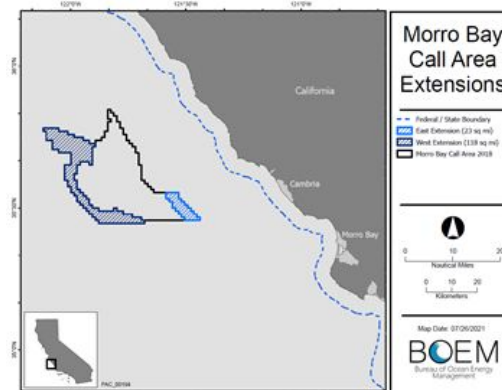 122°0'W
121°30'W
121°0'W
California
Cambria
Morro Bay
PAC_00104
Morro Bay
Call Area
Extensions
Federal / State Boundary
East Extension (23 sq mi)
West Extension (118 sq mi)
Morro Bay Call Area 2018
0 10 20
Nautical Miles
0 10 20
Kilometers
Map Date: 07/26/2021
BOEM
Bureau of Ocean Energy
Management